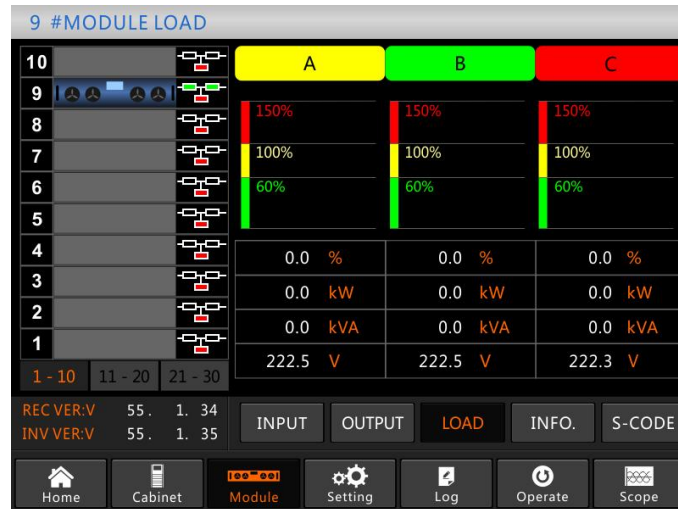 9 #MODULE LOAD
10
9
8
7
6
5
4
3
2
1
1 - 10 11 - 20 21 - 30
A B C
150% 150% 150%
100% 100% 100%
60% 60% 60%
0.0 % 0.0 % 0.0 %
0.0 kW 0.0 kW 0.0 kW
0.0 kVA 0.0 kVA 0.0 kVA
222.5 V 222.5 V 222.3 V
REC VER:V 55. 1. 34
INV VER:V 55. 1. 35
INPUT OUTPUT LOAD INFO. S-CODE
Home Cabinet Module Setting Log Operate Scope